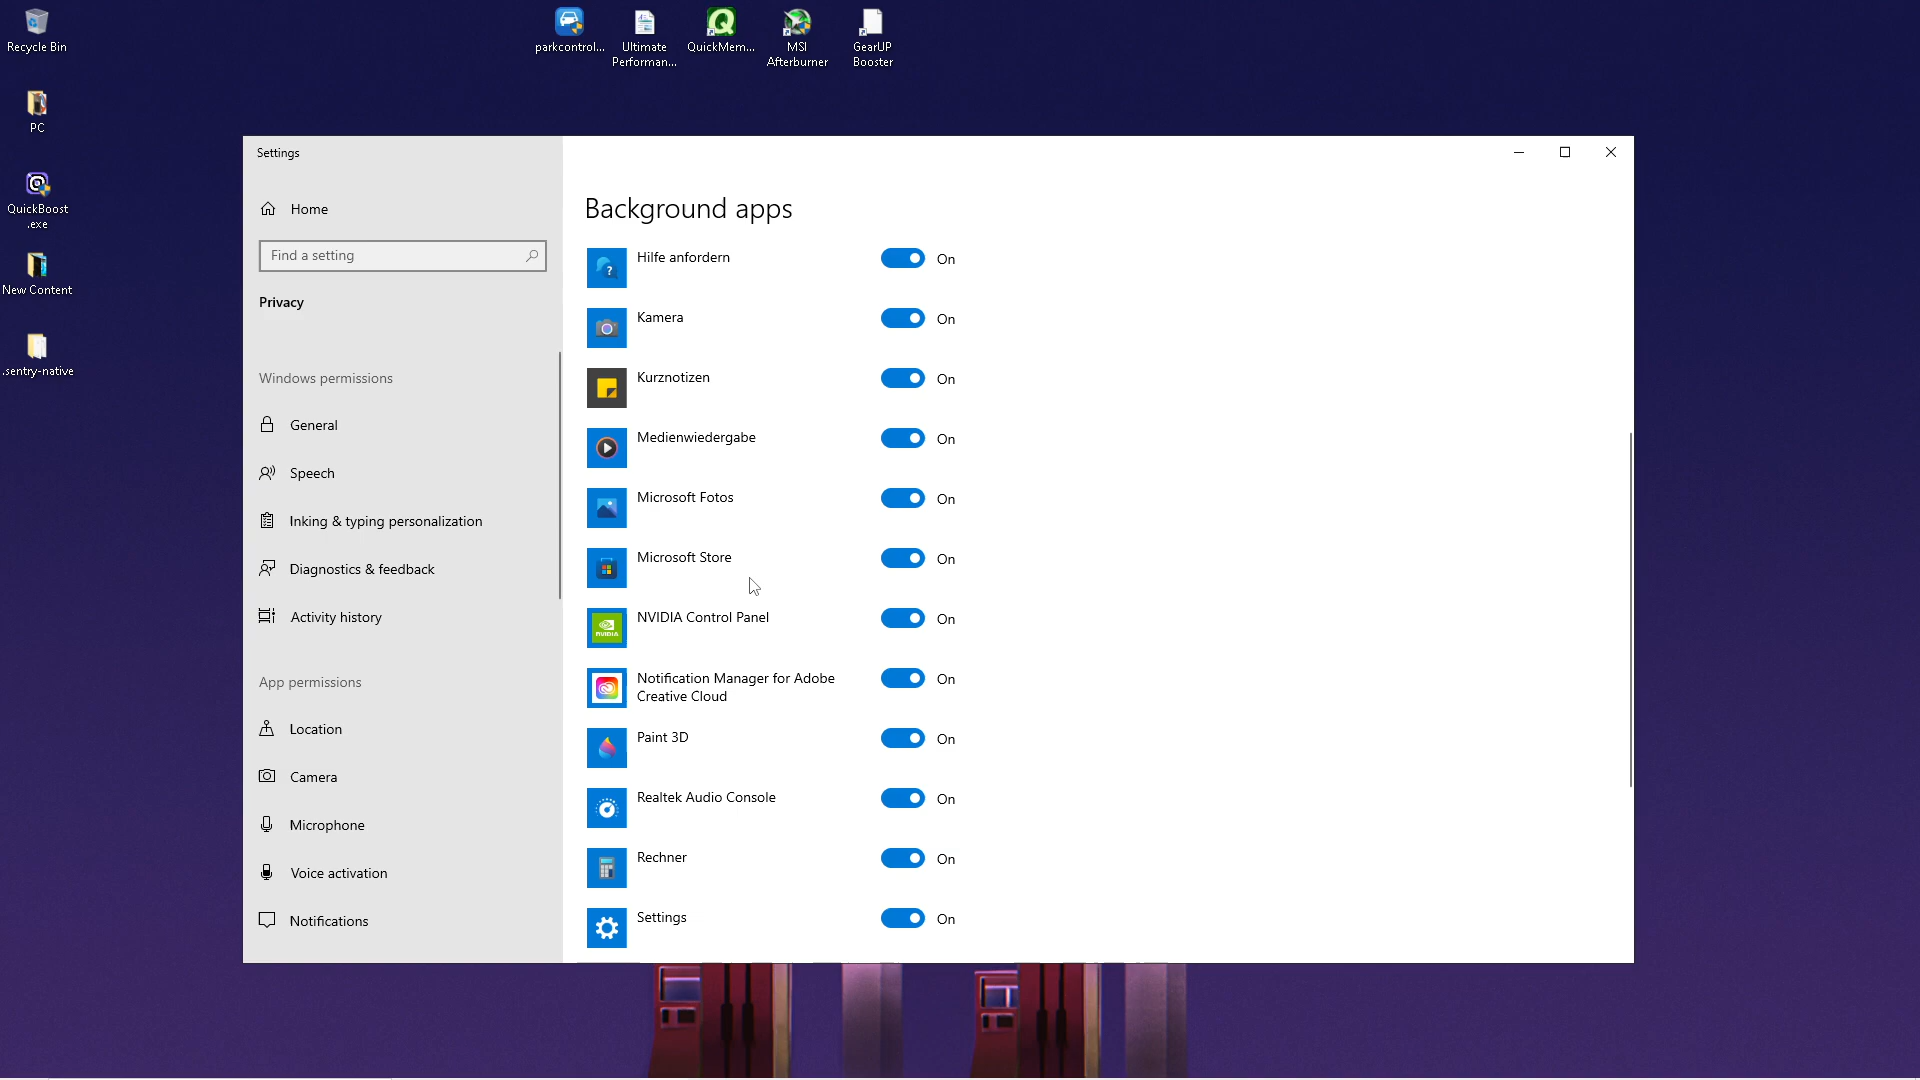 Recycle Bin
parkcontrol...
Ultimate
Performan...
QuickMem...
MSI
Afterburner
GearUP
Booster
PC
QuickBoost
.exe
New Content
.sentry-native
Settings
Home
Find a setting
Privacy
Windows permissions
General
Speech
Inking & typing personalization
Diagnostics & feedback
Activity history
App permissions
Location
Camera
Microphone
Voice activation
Notifications
Background apps
Hilfe anfordern On
Kamera On
Kurznotizen On
Medienwiedergabe On
Microsoft Fotos On
Microsoft Store On
NVIDIA Control Panel On
Notification Manager for Adobe
Creative Cloud On
Paint 3D On
Realtek Audio Console On
Rechner On
Settings On